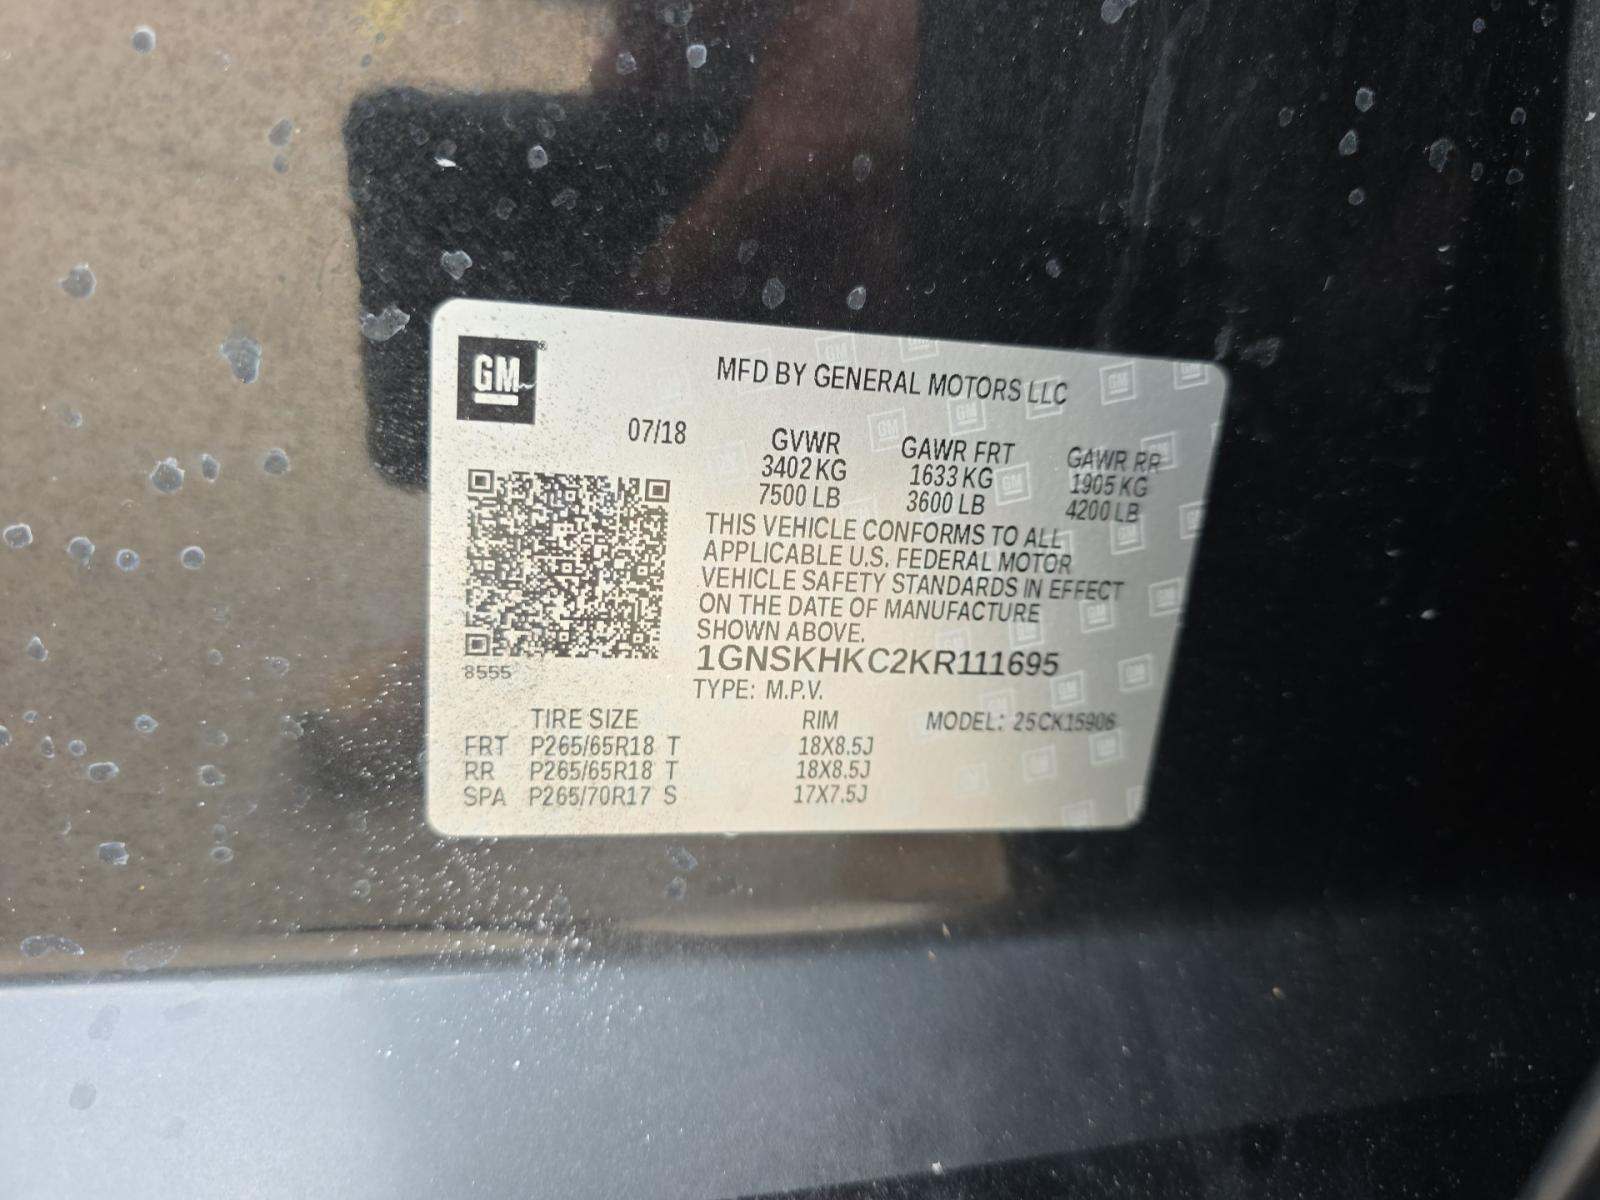 GM
MFD BY GENERAL MOTORS LLC
07/18 GVWR GAWR FRT GAWR RR
3402 KG 1633 KG 1905 KG
7500 LB 3600 LB 4200 LB
THIS VEHICLE CONFORMS TO ALL
APPLICABLE U.S. FEDERAL MOTOR
VEHICLE SAFETY STANDARDS IN EFFECT
ON THE DATE OF MANUFACTURE
SHOWN ABOVE.
1GNSKHKC2KR111695
8555
TYPE: M.P.V.
TIRE SIZE RIM MODEL: 25CK15906
FRT P265/65R18 T 18X8.5J
RR P265/65R18 T 18X8.5J
SPA P265/70R17 S 17X7.5J